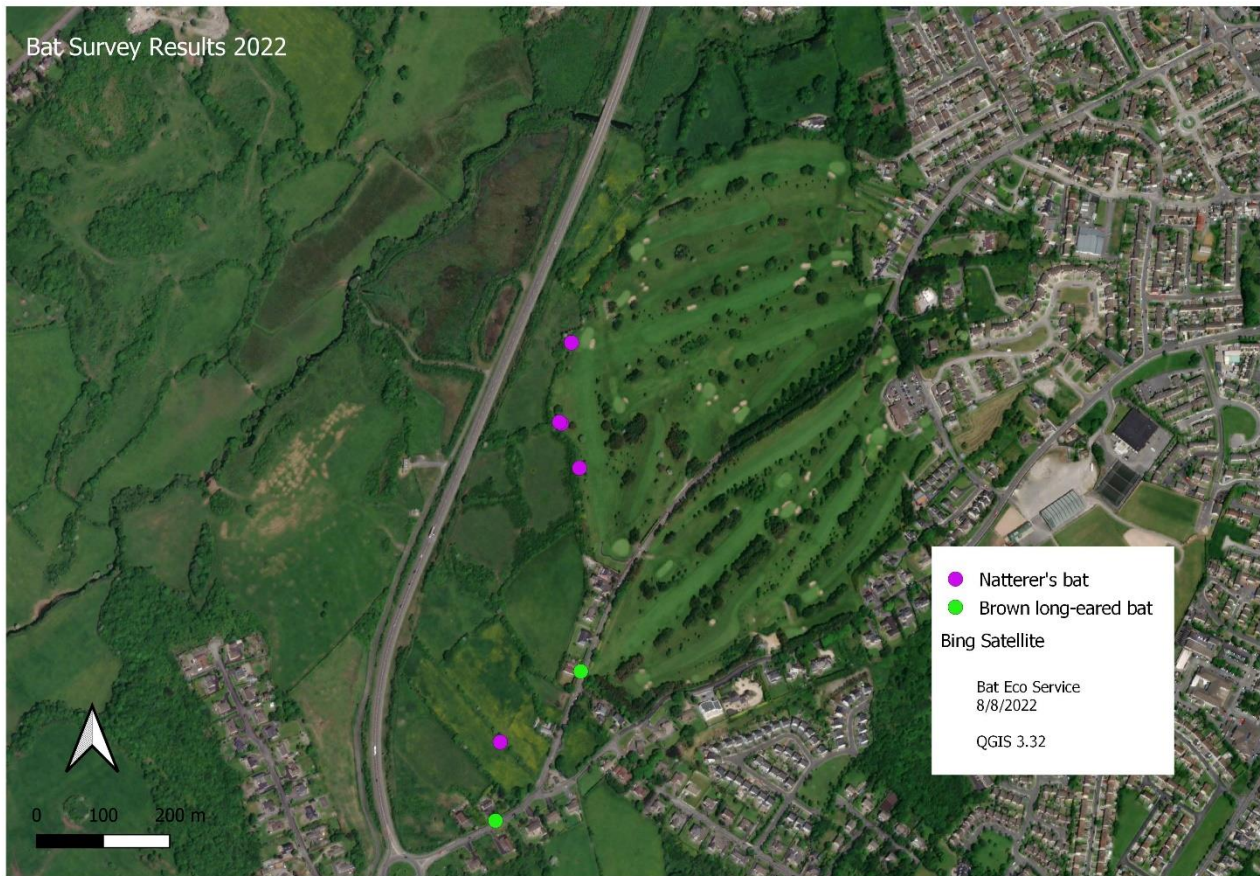 Bat Survey Results 2022
Natterer's bat
Brown long-eared bat
Bing Satellite
Bat Eco Service
8/8/2022
QGIS 3.32
0 100 200 m